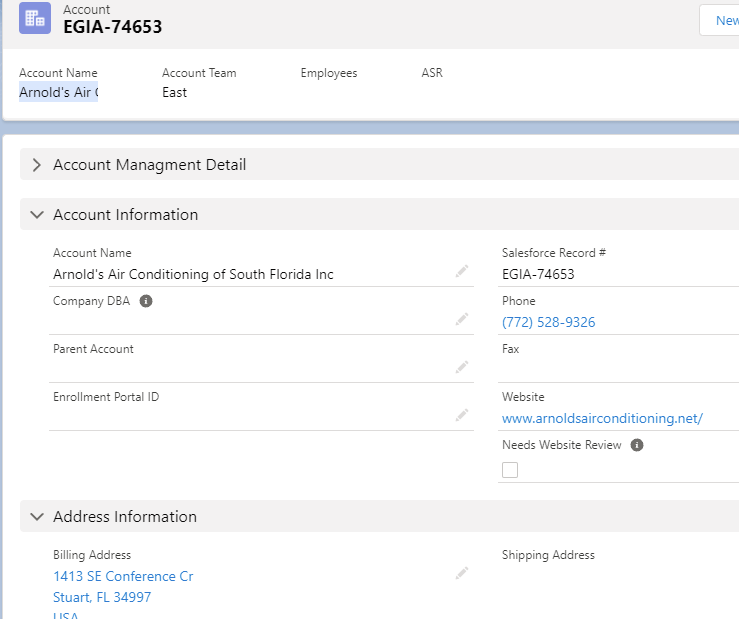 Account
EGIA-74653
New
Account Name Account Team Employees ASR
Arnold's Air East
Account Managment Detail
Account Information
Account Name Salesforce Record #
Arnold's Air Conditioning of South Florida Inc EGIA-74653
Company DBA Phone
(772) 528-9326
Parent Account Fax
Enrollment Portal ID Website
www.arnoldsairconditioning.net/
Needs Website Review
Address Information
Billing Address Shipping Address
1413 SE Conference Cr
Stuart, FL 34997
USA